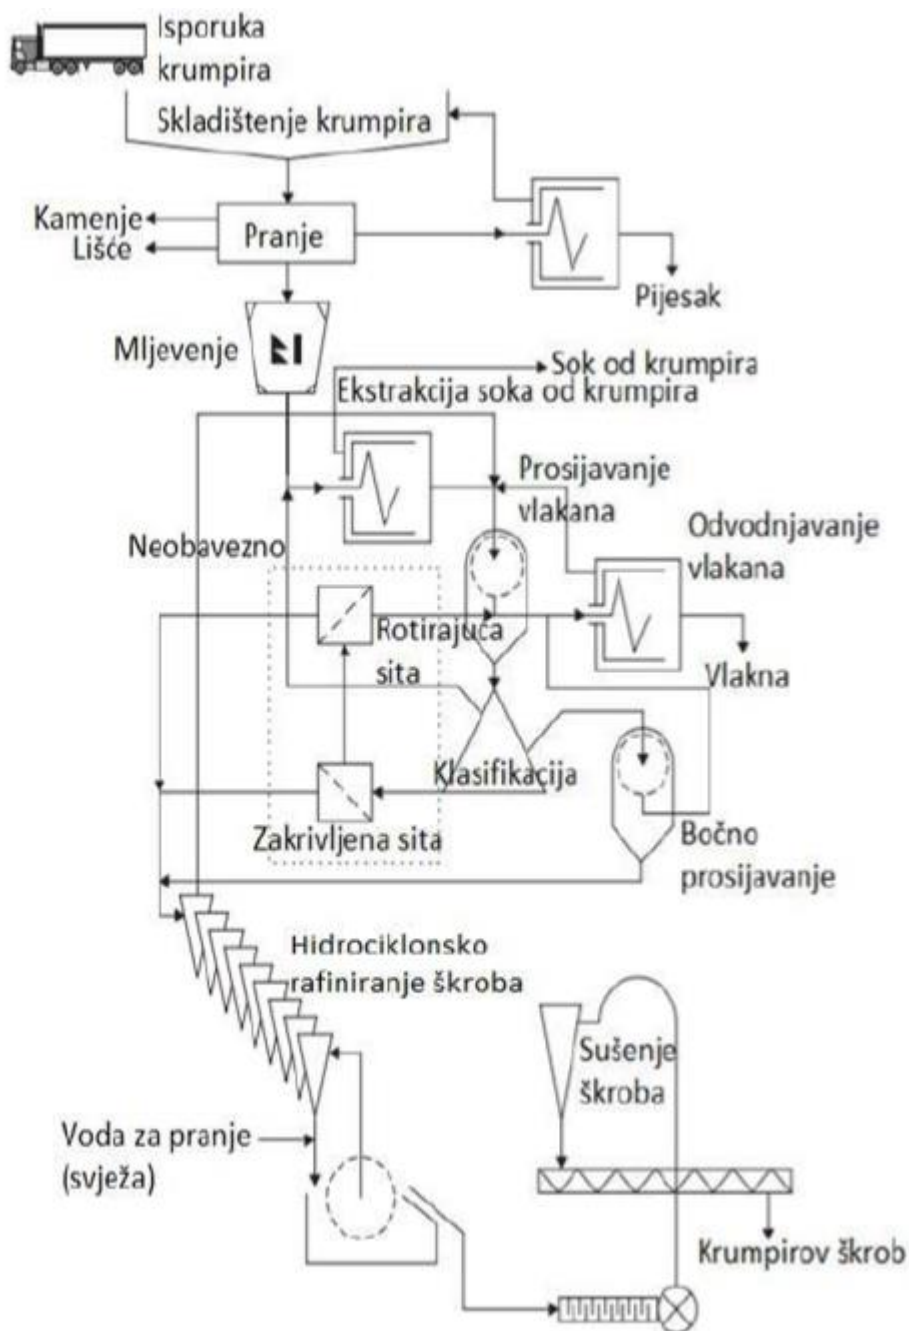 Isporuka
krumpira
Skladištenje krumpira
Kamenje
Lišće
Pranje
Pijesak
Mljevenje
Sok od krumpira
Ekstrakcija soka od krumpira
Prosijavanje
vlakana
Neobavezno
Odvodnjavanje
vlakana
Rotirajuća
sita
Vlakna
Klasifikacija
Zakrivljena sita
Bočno
prosijavanje
Hidrociklonsko
rafiniranje škroba
Sušenje
škroba
Voda za pranje
(svježa)
Krumpirov škrob